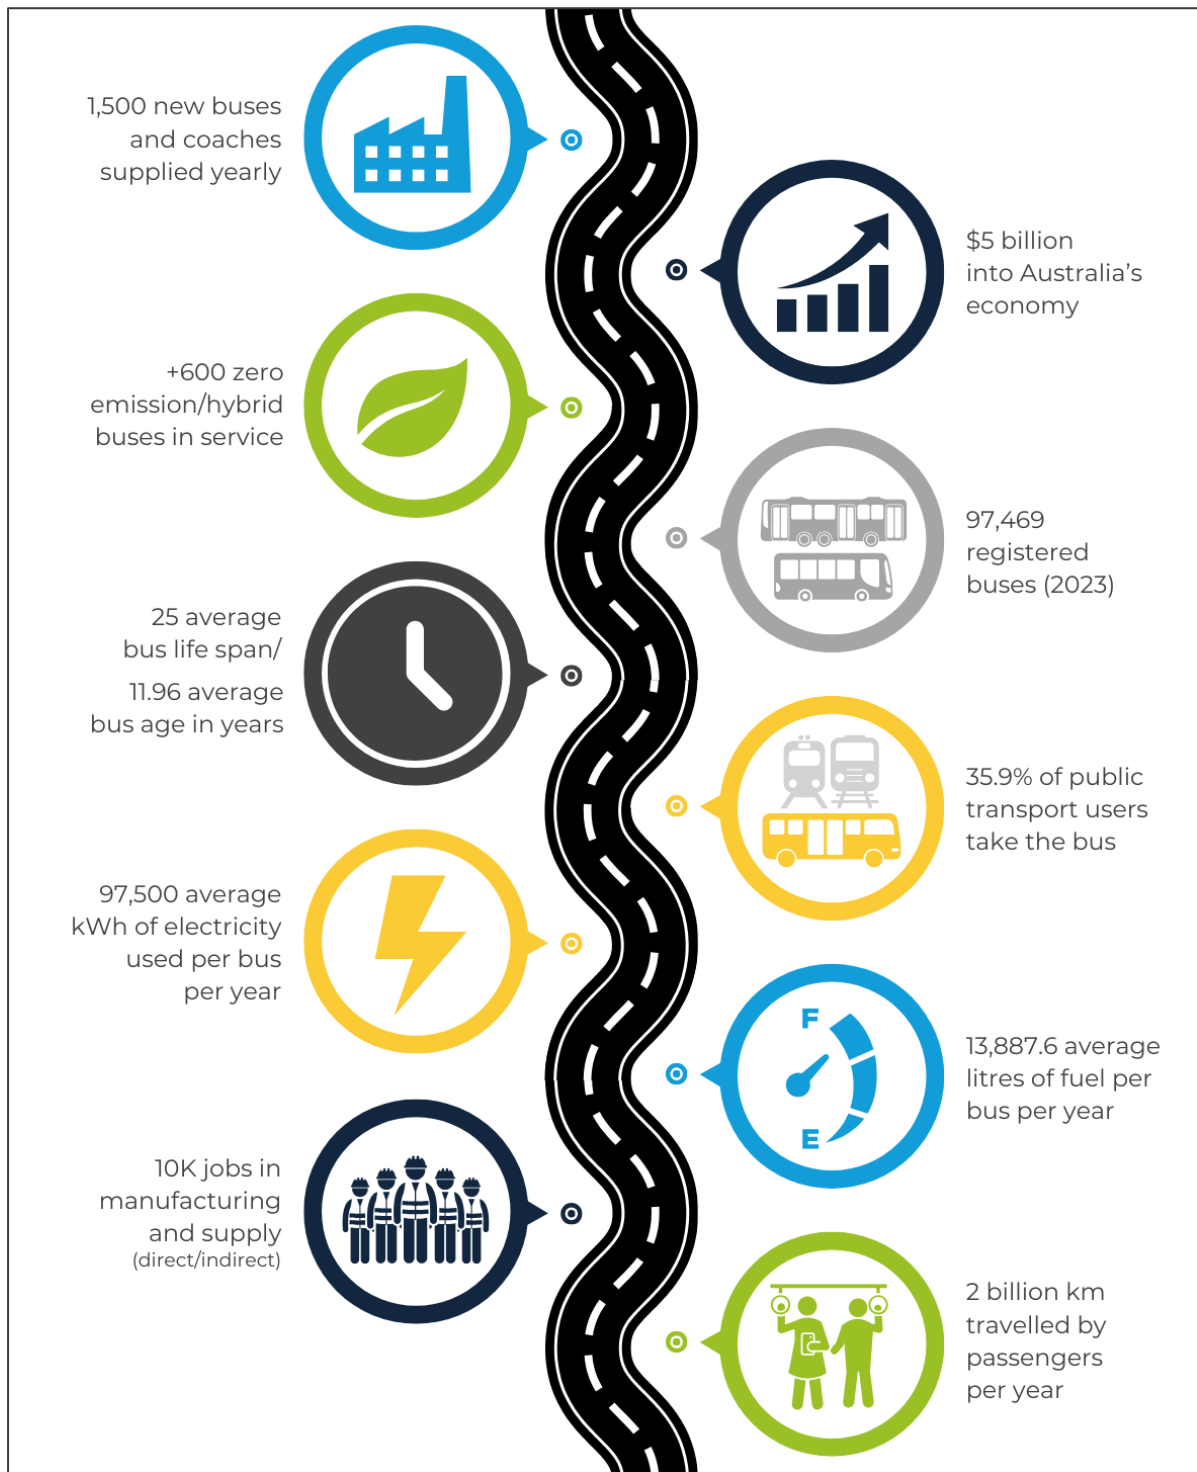 1,500 new buses
and coaches
supplied yearly
$5 billion
into Australia's
economy
+600 zero
emission/hybrid
buses in service
97,469
registered
buses (2023)
25 average
bus life span/
11.96 average
bus age in years
35.9% of public
transport users
take the bus
97,500 average
kWh of electricity
used per bus
per year
F
E
13,887.6 average
litres of fuel per
bus per year
10K jobs in
manufacturing
and supply
(direct/indirect)
2 billion km
travelled by
passengers
per year